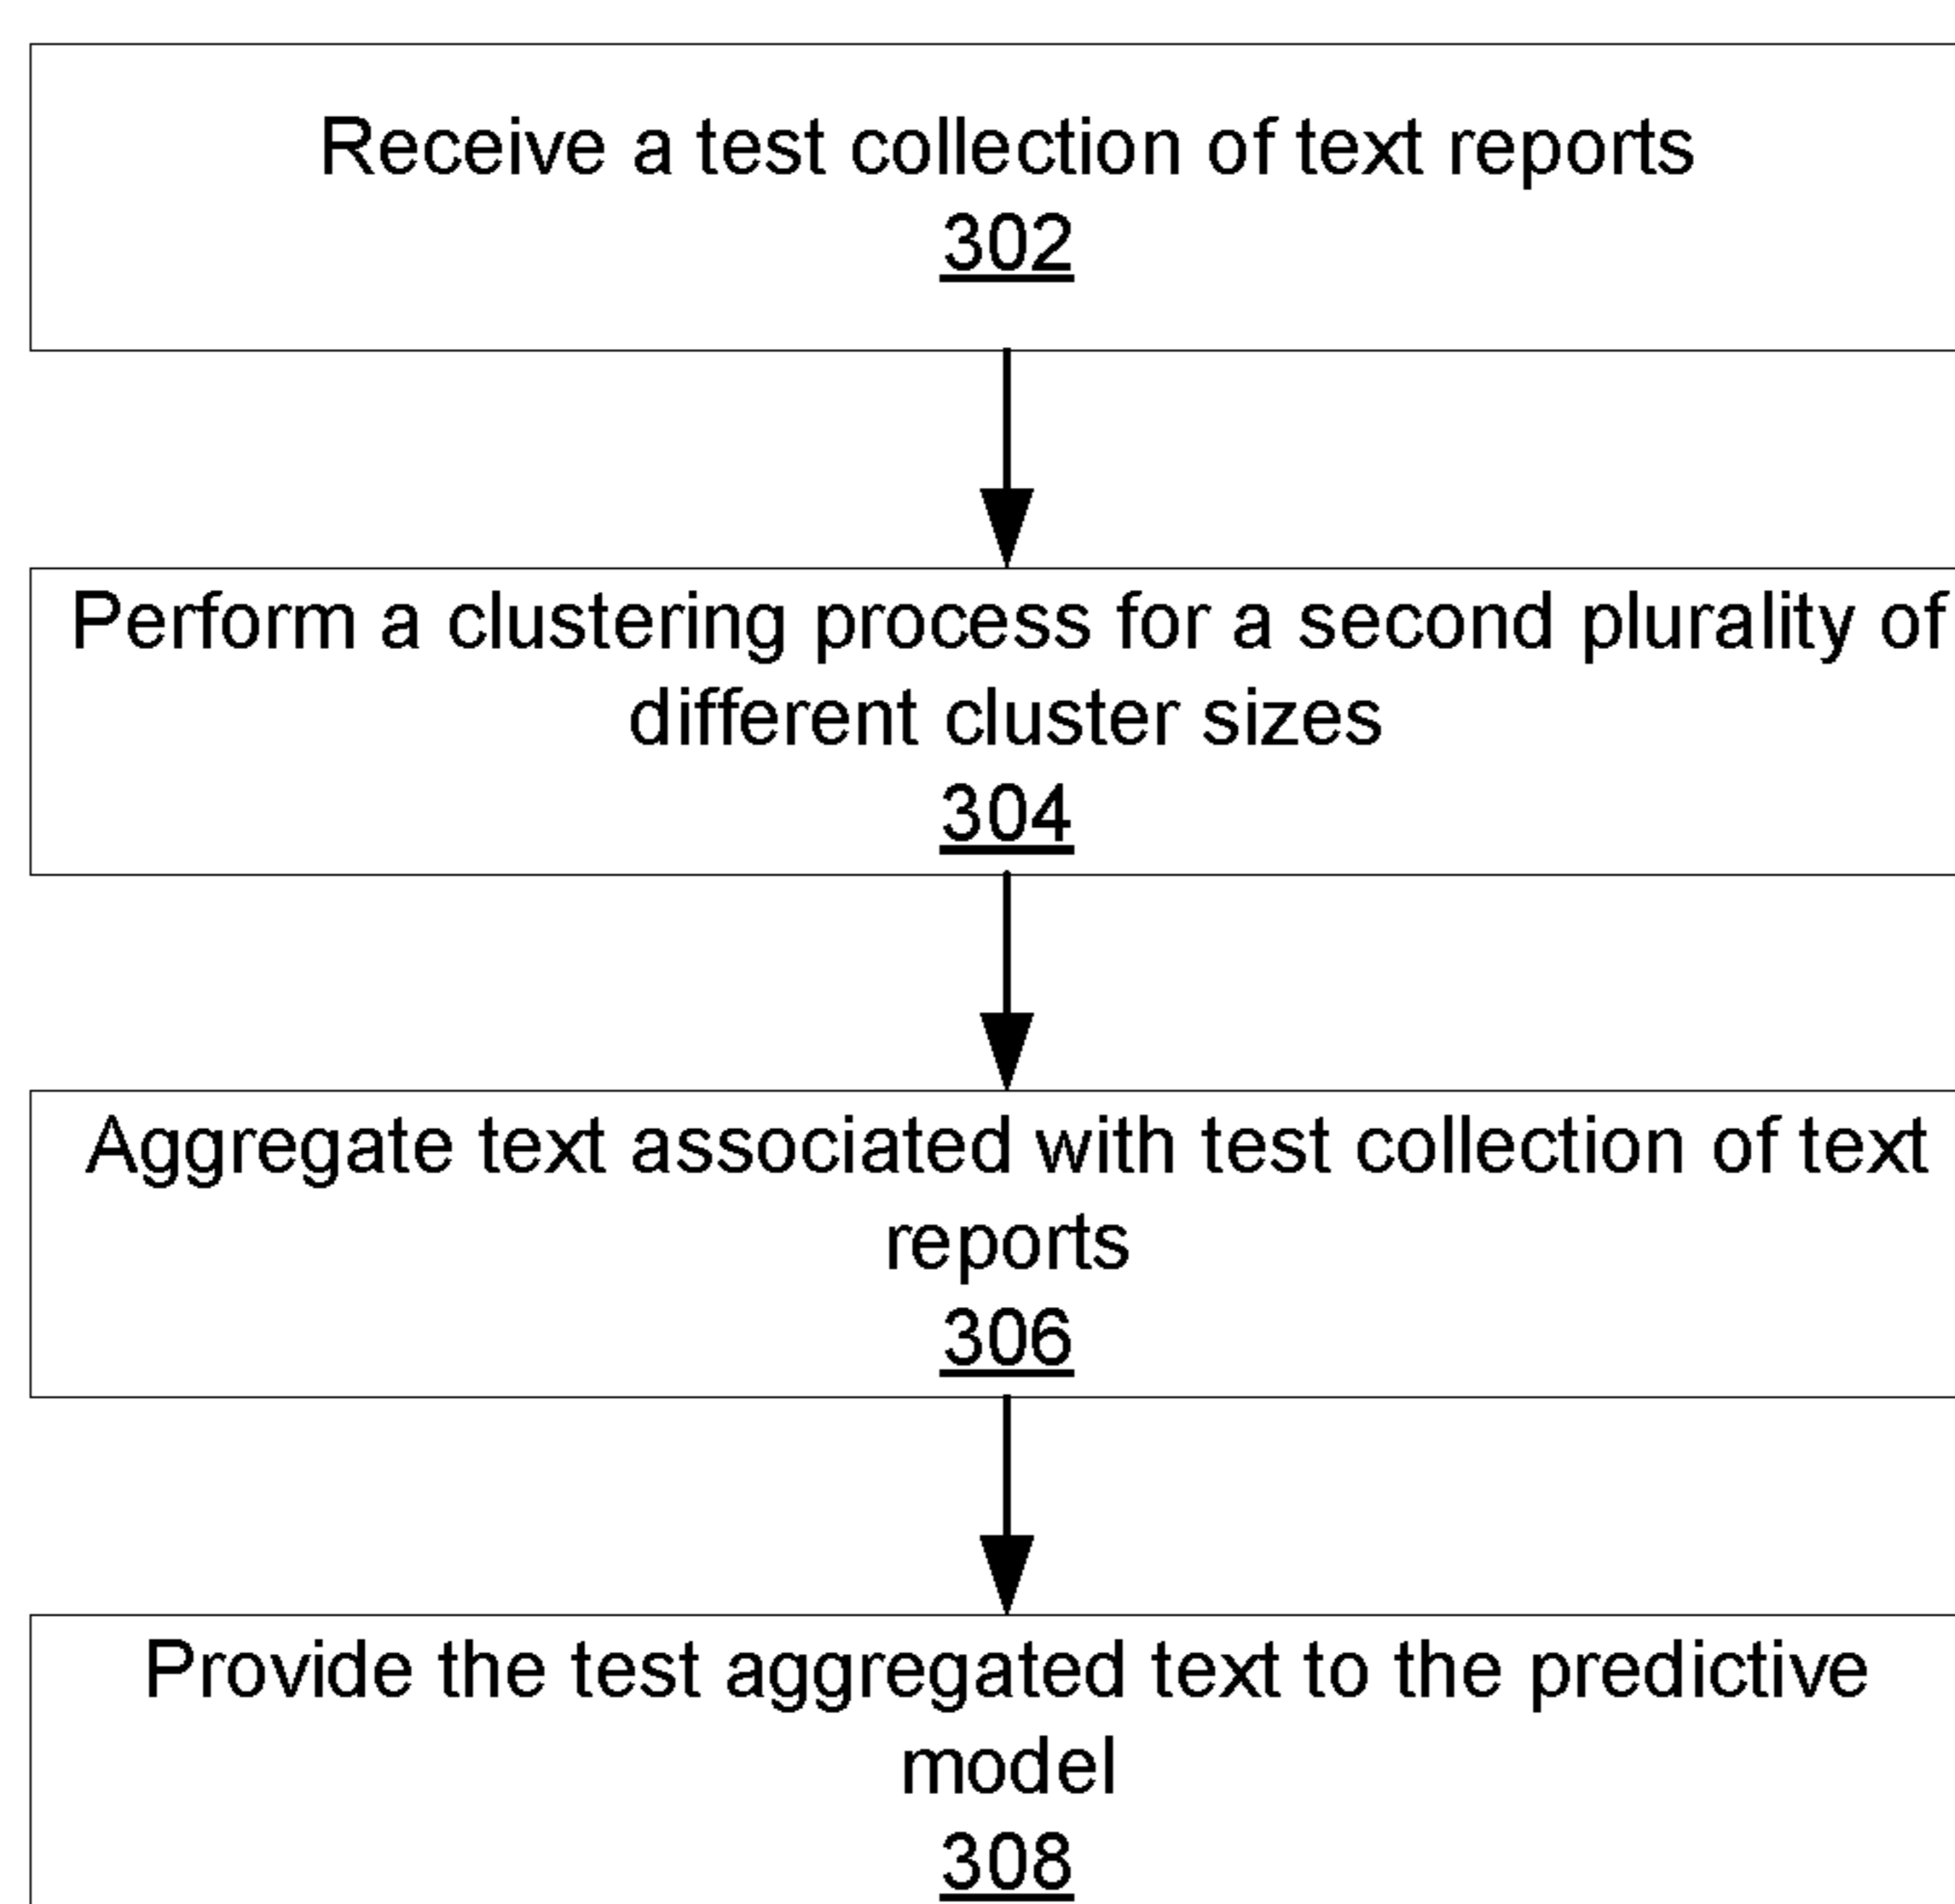 Receive a test collection of text reports
302
Perform a clustering process for a second plurality of
different cluster sizes
304
Aggregate text associated with test collection of text
reports
306
Provide the test aggregated text to the predictive
model
308